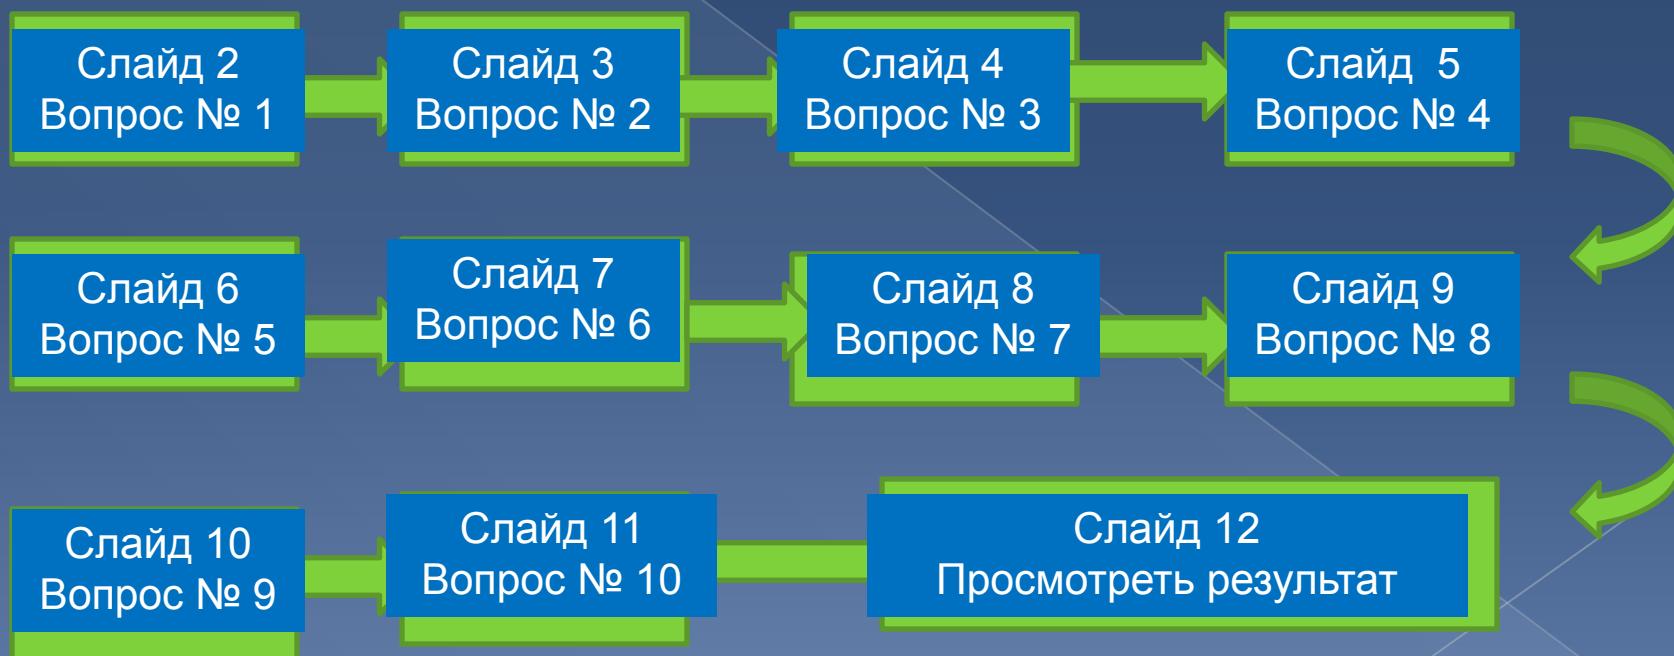 Слайд 2
Вопрос № 1
Слайд 3
Вопрос № 2
Слайд 4
Вопрос № 3
Слайд  5
Вопрос № 4
Слайд 6
Вопрос № 5
Слайд 7
Вопрос № 6
Слайд 8
Вопрос № 7
Слайд 9
Вопрос № 8
Слайд 10
Вопрос № 9
Слайд 11
Вопрос № 10
Слайд 12
Просмотреть результат